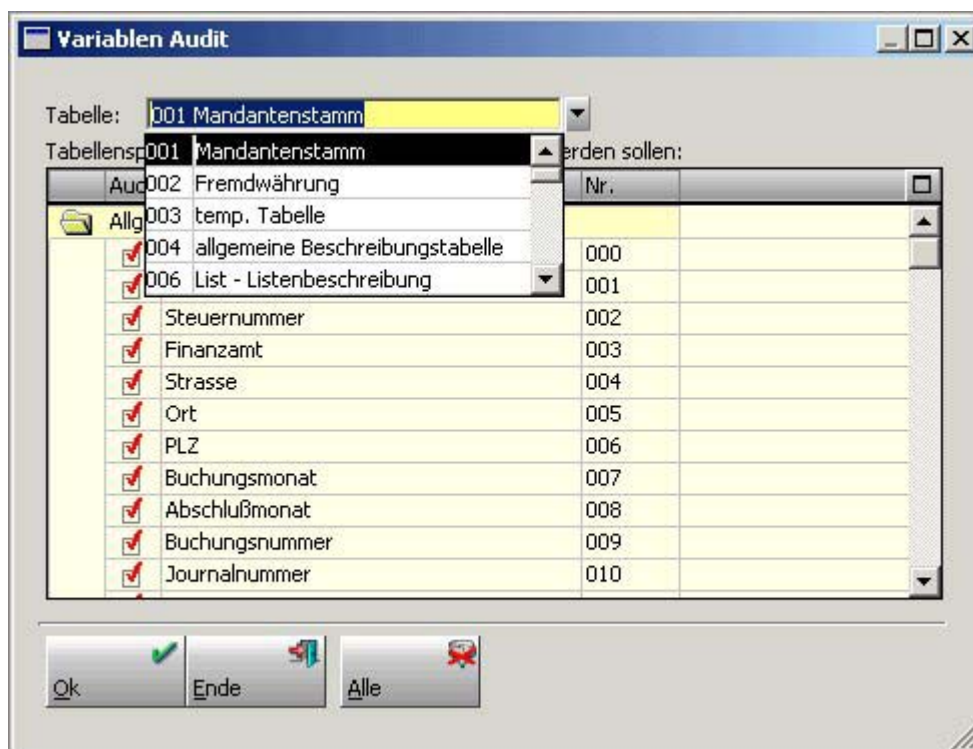 Variablen Audit
Tabelle: 001 Mandantenstamm
Tabellensp erden sollen:
001 Mandantenstamm
002 Fremdwährung
003 temp. Tabelle
004 allgemeine Beschreibungstabelle
006 List - Listenbeschreibung
Aud Nr.
Allg
000
001
Steuernummer 002
Finanzamt 003
Strasse 004
Ort 005
PLZ 006
Buchungsmonat 007
Abschlußmonat 008
Buchungsnummer 009
Journalnummer 010
Ok Ende Alle